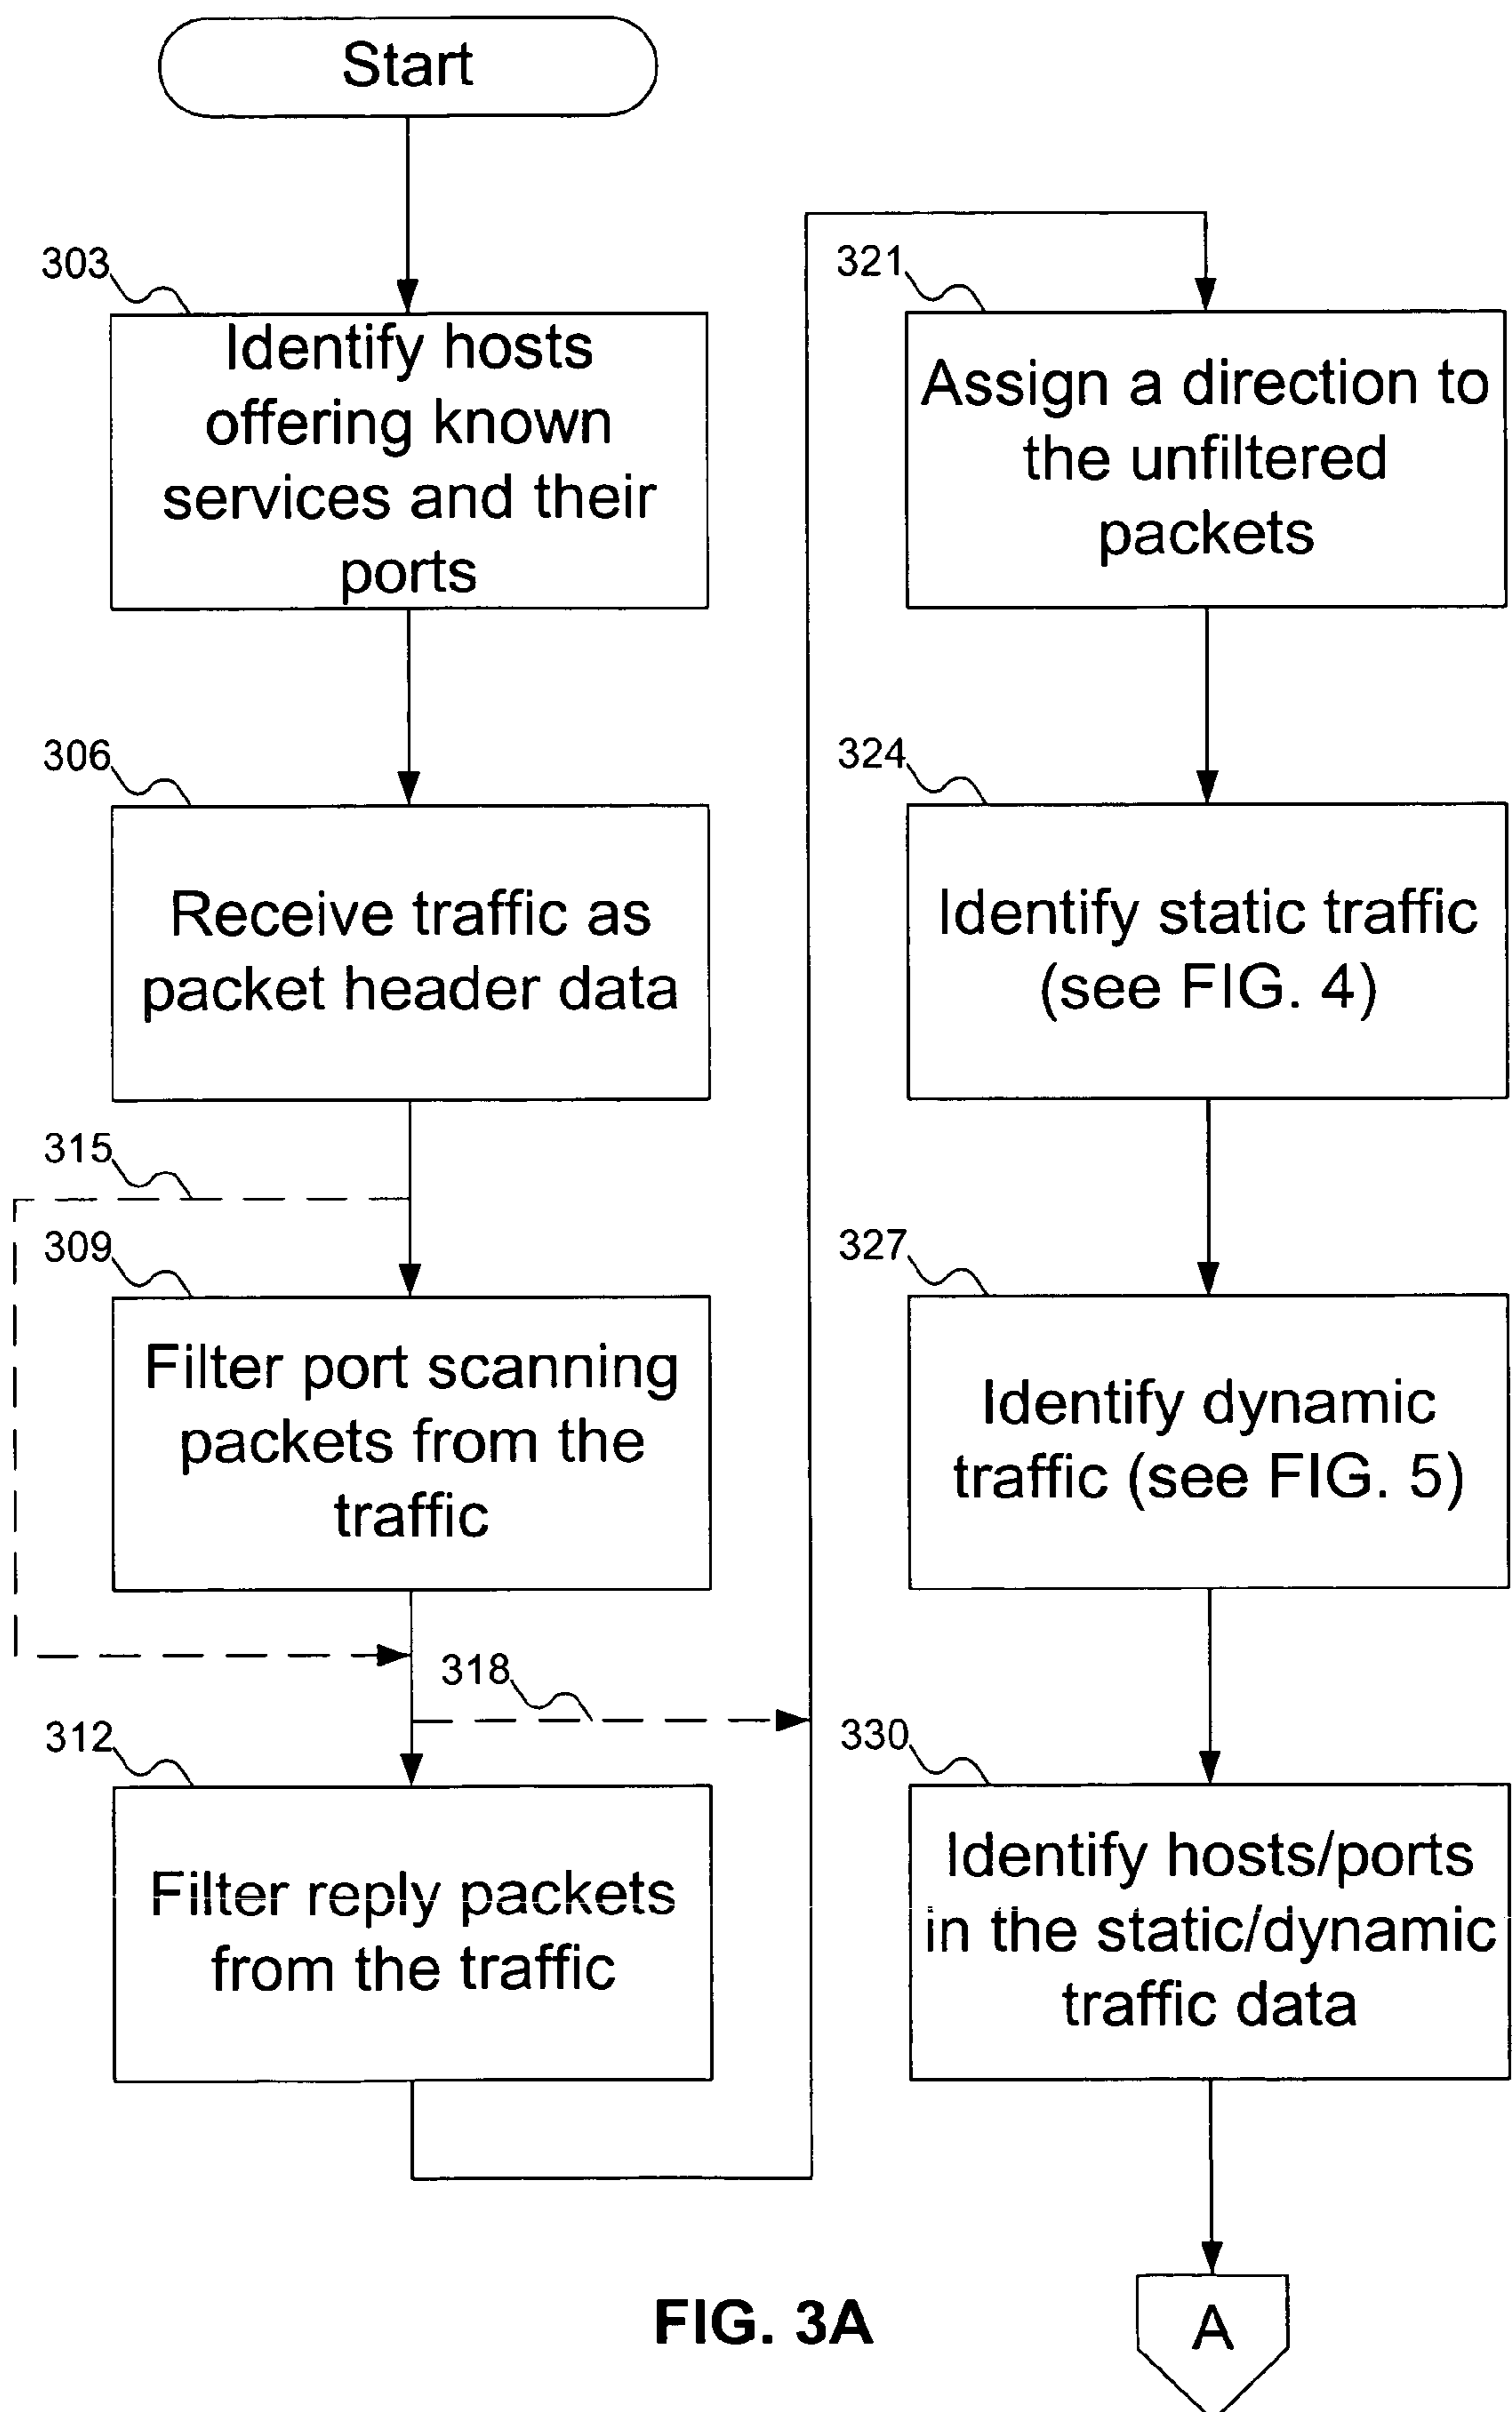 Start
303
Identify hosts
offering known
services and their
ports
306
Receive traffic as
packet header data
315
309
Filter port scanning
packets from the
traffic
318
312
Filter reply packets
from the traffic
321
Assign a direction to
the unfiltered
packets
324
Identify static traffic
(see FIG. 4)
327
Identify dynamic
traffic (see FIG. 5)
330
Identify hosts/ports
in the static/dynamic
traffic data
A
FIG. 3A